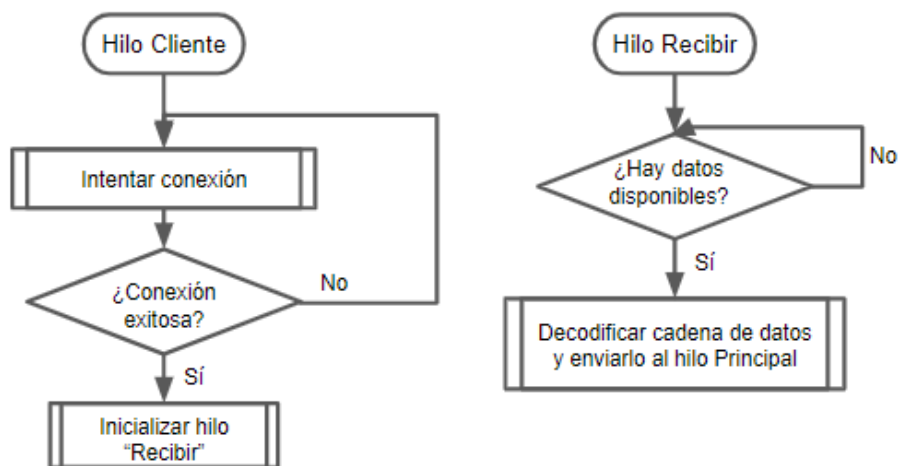 Hilo Cliente
Intentar conexión
¿Conexión
exitosa?
No
Sí
Inicializar hilo
“Recibir”
Hilo Recibir
¿Hay datos
disponibles?
No
Sí
Decodificar cadena de datos
y enviarlo al hilo Principal